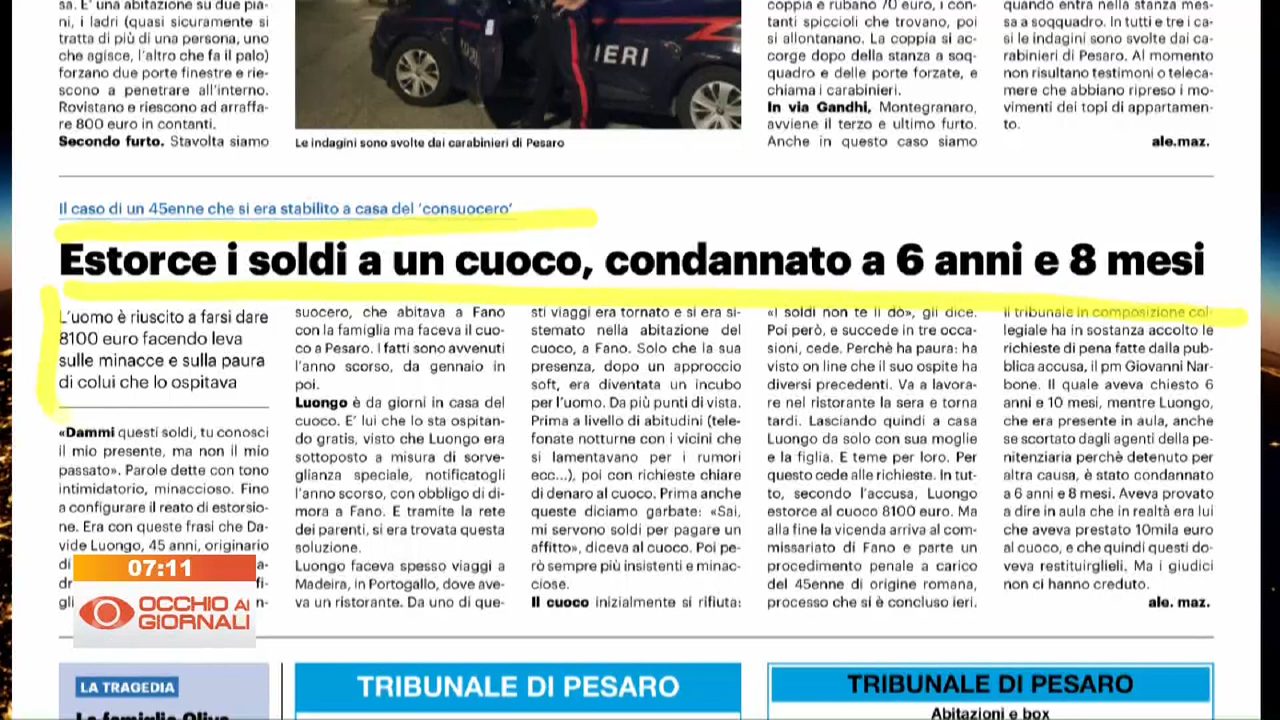 sa. E' una abitazione su due pia-
ni, i ladri (quasi sicuramente si
tratta di più di una persona, uno
che agisce, l'altro che fa il palo)
forzano due porte finestre e rie-
scono a penetrare all'interno.
Rovistano e riescono ad arraffa-
re 800 euro in contanti.
Secondo furto. Stavolta siamo
IERI
Le indagini sono svolte dai carabinieri di Pesaro
coppia e rubano 70 euro, i con-
tanti spiccioli che trovano, poi
si allontanano. La coppia si ac-
corge dopo della stanza a soq-
quadro e delle porte forzate, e
chiama i carabinieri.
In via Gandhi, Montegranaro,
avviene il terzo e ultimo furto.
Anche in questo caso siamo
quando entra nella stanza mes-
sa a soqquadro. In tutti e tre i ca-
si le indagini sono svolte dai ca-
rabinieri di Pesaro. Al momento
non risultano testimoni o teleca-
mere che abbiano ripreso i mo-
vimenti dei topi di appartamen-
to.
ale.maz.
Il caso di un 45enne che si era stabilito a casa del 'consuocero'
Estorce i soldi a un cuoco, condannato a 6 anni e 8 mesi
L'uomo è riuscito a farsi dare
8100 euro facendo leva
sulle minacce e sulla paura
di colui che lo ospitava
«Dammi questi soldi, tu conosci
il mio presente, ma non il mio
passato». Parole dette con tono
intimidatorio, minaccioso. Fino
a configurare il reato di estorsio-
ne. Era con queste frasi che Da-
vide Luongo, 45 anni, originario
suocero, che abitava a Fano
con la famiglia ma faceva il cuo-
co a Pesaro. I fatti sono avvenuti
l'anno scorso, da gennaio in
poi.
Luongo è da giorni in casa del
cuoco. E' lui che lo sta ospitan-
do gratis, visto che Luongo era
sottoposto a misura di sorve-
glianza speciale, notificatogli
l'anno scorso, con obbligo di di-
mora a Fano. E tramite la rete
dei parenti, si era trovata questa
soluzione.
Luongo faceva spesso viaggi a
Madeira, in Portogallo, dove ave-
va un ristorante. Da uno di que-
sti viaggi era tornato e si era si-
stemato nella abitazione del
cuoco, a Fano. Solo che la sua
presenza, dopo un approccio
soft, era diventata un incubo
per l'uomo. Da più punti di vista.
Prima a livello di abitudini (tele-
fonate notturne con i vicini che
si lamentavano per i rumori
ecc...), poi con richieste chiare
di denaro al cuoco. Prima anche
queste diciamo garbate: «Sai,
mi servono soldi per pagare un
affitto», diceva al cuoco. Poi pe-
rò sempre più insistenti e minac-
ciose.
Il cuoco inizialmente si rifiuta:
«I soldi non te li dò», gli dice.
Poi però, e succede in tre occa-
sioni, cede. Perchè ha paura: ha
visto on line che il suo ospite ha
diversi precedenti. Va a lavora-
re nel ristorante la sera e torna
tardi. Lasciando quindi a casa
Luongo da solo con sua moglie
e la figlia. E teme per loro. Per
questo cede alle richieste. In tut-
to, secondo l'accusa, Luongo
estorce al cuoco 8100 euro. Ma
alla fine la vicenda arriva al com-
missariato di Fano e parte un
procedimento penale a carico
del 45enne di origine romana,
processo che si è concluso ieri.
Il tribunale in composizione col-
legiale ha in sostanza accolto le
richieste di pena fatte dalla pub-
blica accusa, il pm Giovanni Nar-
bone. Il quale aveva chiesto 6
anni e 10 mesi, mentre Luongo,
che era presente in aula, anche
se scortato dagli agenti della pe-
nitenziaria perchè detenuto per
altra causa, è stato condannato
a 6 anni e 8 mesi. Aveva provato
a dire in aula che in realtà era lui
che aveva prestato 10mila euro
al cuoco, e che quindi questi do-
veva restituirglieli. Ma i giudici
non ci hanno creduto.
ale. maz.
07:11
OCCHIO AI
GIORNALI
LA TRAGEDIA
La famiglia Oliva
TRIBUNALE DI PESARO
TRIBUNALE DI PESARO
Abitazioni e box